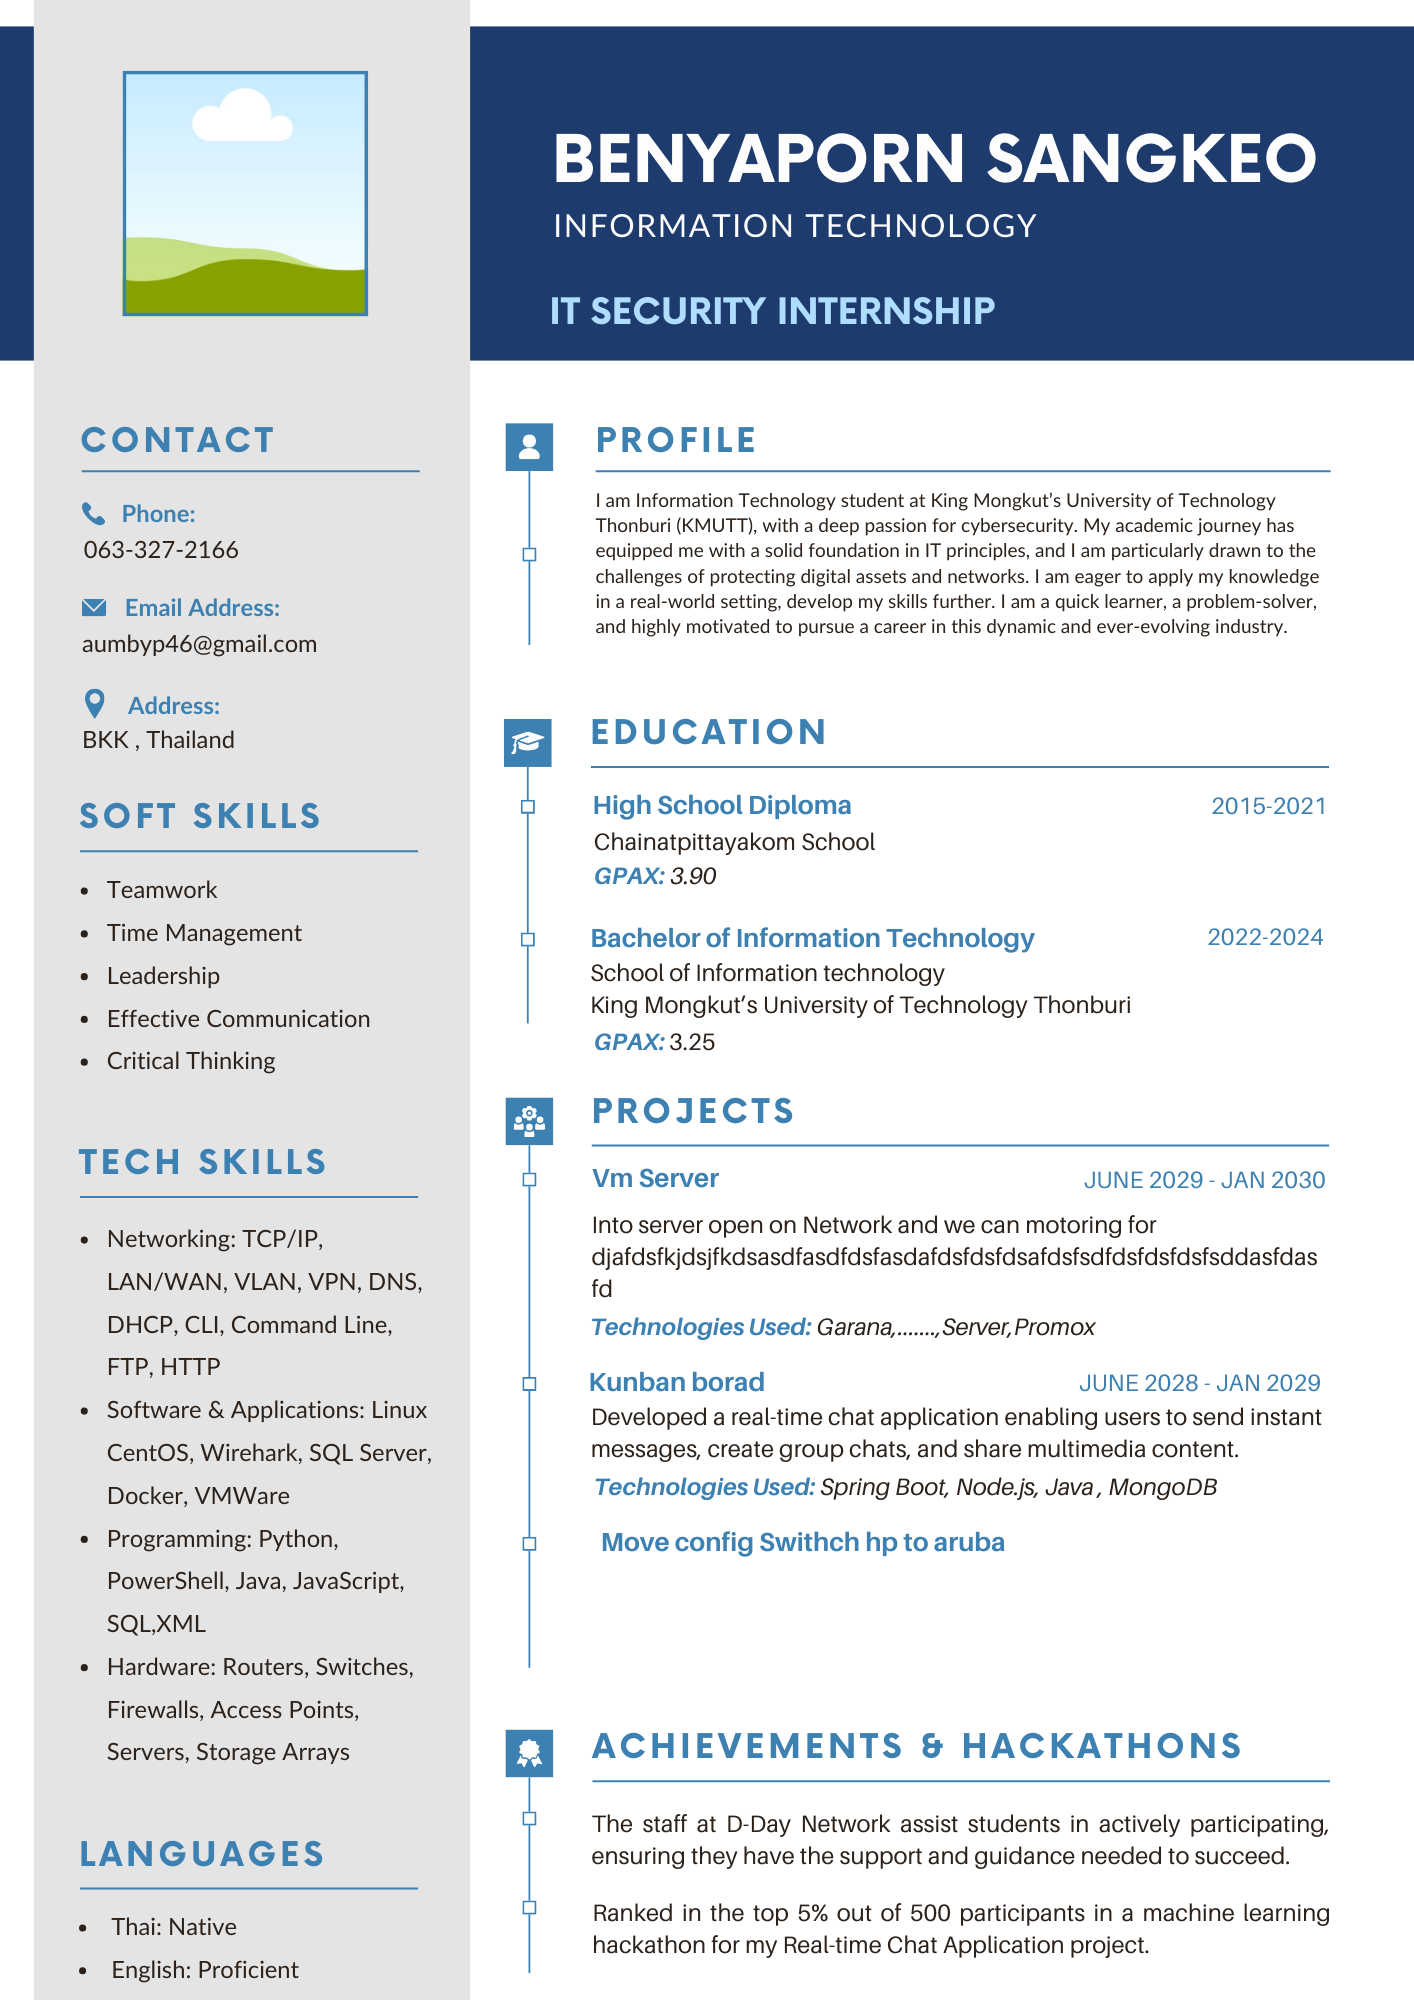 BENYAPORN SANGKEO
INFORMATION TECHNOLOGY
IT SECURITY INTERNSHIP
CONTACT
Phone:
063-327-2166
Email Address:
aumbyp46@gmail.com
Address:
BKK , Thailand
SOFT SKILLS
• Teamwork
• Time Management
• Leadership
• Effective Communication
• Critical Thinking
TECH SKILLS
• Networking: TCP/IP,
LAN/WAN, VLAN, VPN, DNS,
DHCP, CLI, Command Line,
FTP, HTTP
• Software & Applications: Linux
CentOS, Wirehark, SQL Server,
Docker, VMWare
• Programming: Python,
PowerShell, Java, JavaScript,
SQL,XML
• Hardware: Routers, Switches,
Firewalls, Access Points,
Servers, Storage Arrays
LANGUAGES
• Thai: Native
• English: Proficient
PROFILE
I am Information Technology student at King Mongkut's University of Technology
Thonburi (KMUTT), with a deep passion for cybersecurity. My academic journey has
equipped me with a solid foundation in IT principles, and I am particularly drawn to the
challenges of protecting digital assets and networks. I am eager to apply my knowledge
in a real-world setting, develop my skills further. I am a quick learner, a problem-solver,
and highly motivated to pursue a career in this dynamic and ever-evolving industry.
EDUCATION
High School Diploma 2015-2021
Chainatpittayakom School
GPAX: 3.90
Bachelor of Information Technology 2022-2024
School of Information technology
King Mongkut's University of Technology Thonburi
GPAX: 3.25
PROJECTS
Vm Server JUNE 2029 - JAN 2030
Into server open on Network and we can motoring for
djafdsfkjdsjfkdsasdfasdfdsfasdafdsfdsfdsafdsfsdfdsfdsfdsfsddasfdas
fd
Technologies Used: Garana,.......,Server,Promox
Kunban borad JUNE 2028 - JAN 2029
Developed a real-time chat application enabling users to send instant
messages, create group chats, and share multimedia content.
Technologies Used: Spring Boot, Node.js, Java , MongoDB
Move config Swithch hp to aruba
ACHIEVEMENTS & HACKATHONS
The staff at D-Day Network assist students in actively participating,
ensuring they have the support and guidance needed to succeed.
Ranked in the top 5% out of 500 participants in a machine learning
hackathon for my Real-time Chat Application project.